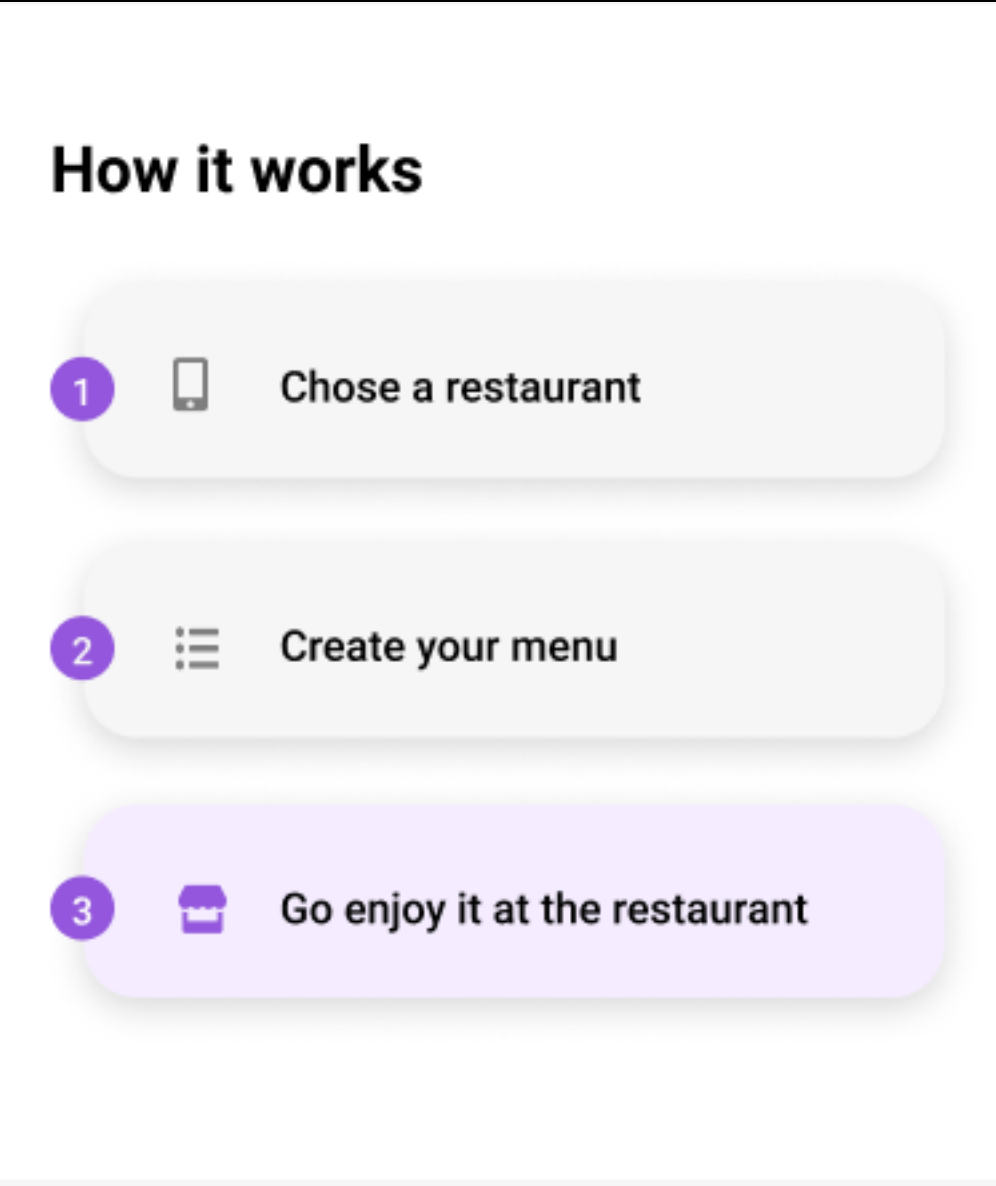 How it works
1 Chose a restaurant
2 Create your menu
3 Go enjoy it at the restaurant